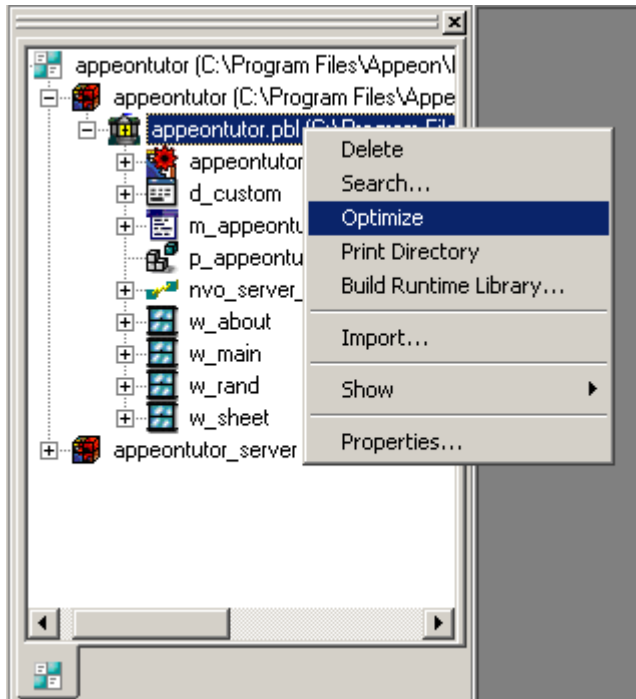 appeontutor (C:\Program Files\Appeon\
appeontutor (C:\Program Files\Appe
appeontutor.pbl
appeontutor
d_custom
m_appeontu
p_appeontu
nvo_server_
w_about
w_main
w_rand
w_sheet
appeontutor_server
Delete
Search...
Optimize
Print Directory
Build Runtime Library...
Import...
Show
Properties...